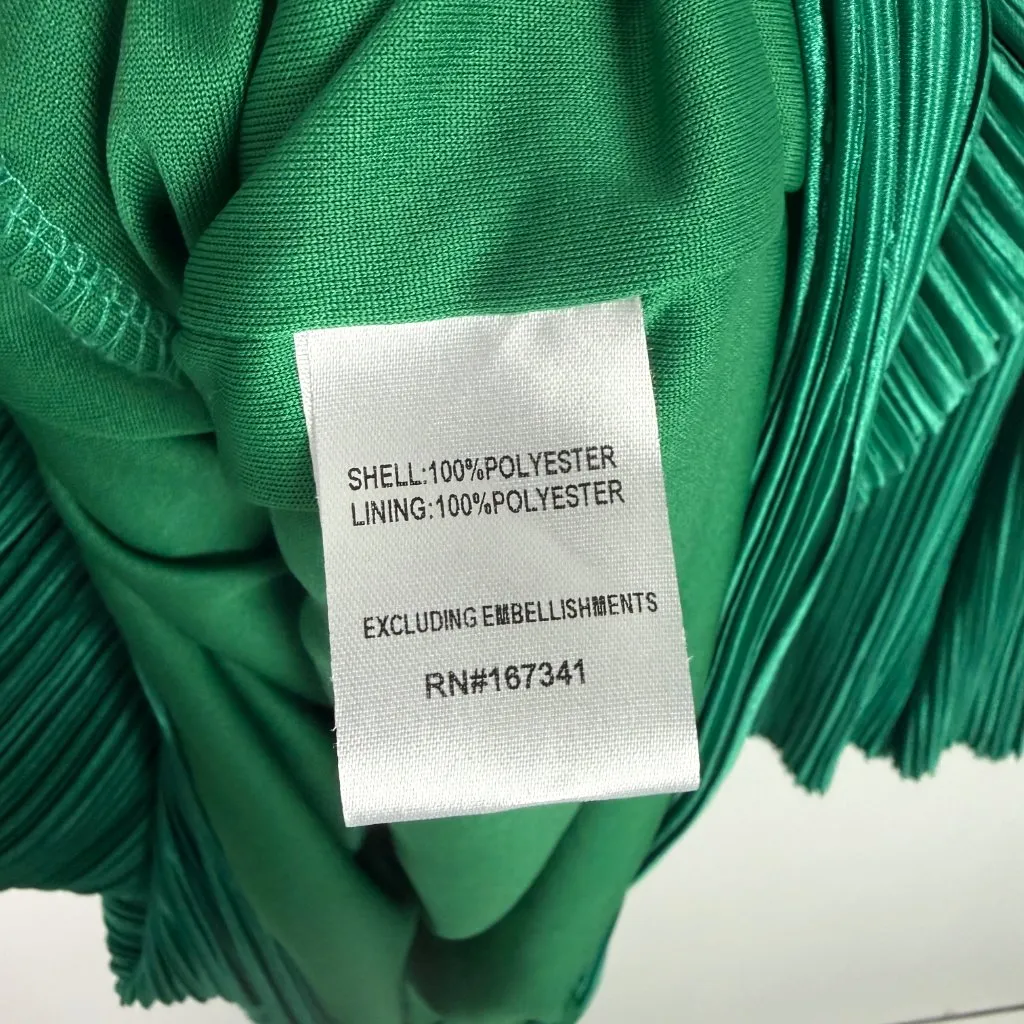 SHELL:100%POLYESTER
LINING:100%POLYESTER
EXCLUDING EMBELLISHMENTS
RN#167341